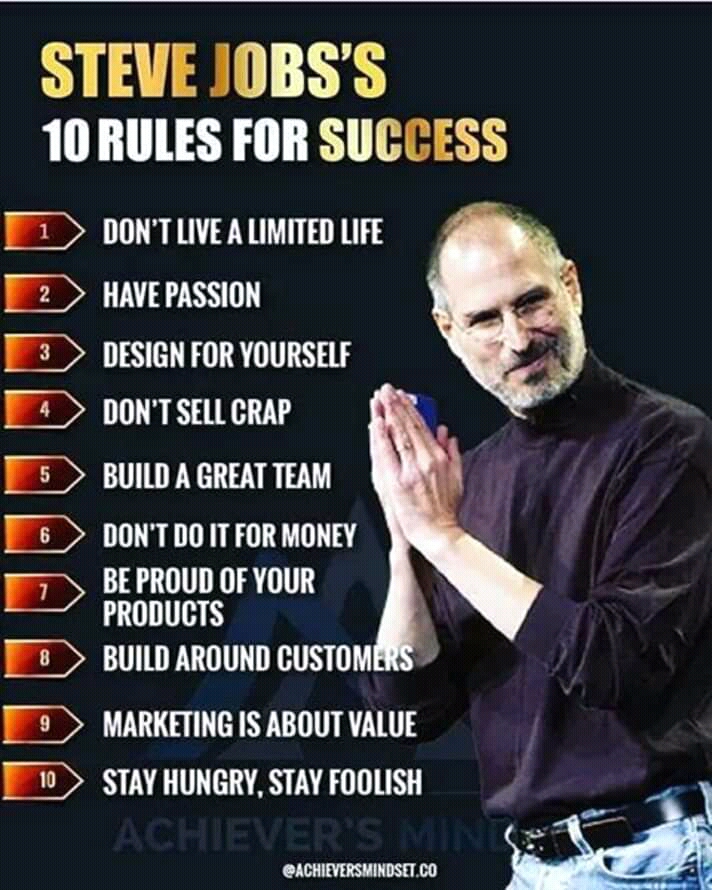 STEVE JOBS'S
10 RULES FOR SUCCESS
1 DON'T LIVE A LIMITED LIFE
2 HAVE PASSION
3 DESIGN FOR YOURSELF
4 DON'T SELL CRAP
5 BUILD A GREAT TEAM
6 DON'T DO IT FOR MONEY
7 BE PROUD OF YOUR
PRODUCTS
8 BUILD AROUND CUSTOMERS
9 MARKETING IS ABOUT VALUE
10 STAY HUNGRY, STAY FOOLISH
ACHIEVER'S MIND
@ACHIEVERSMINDSET.CO